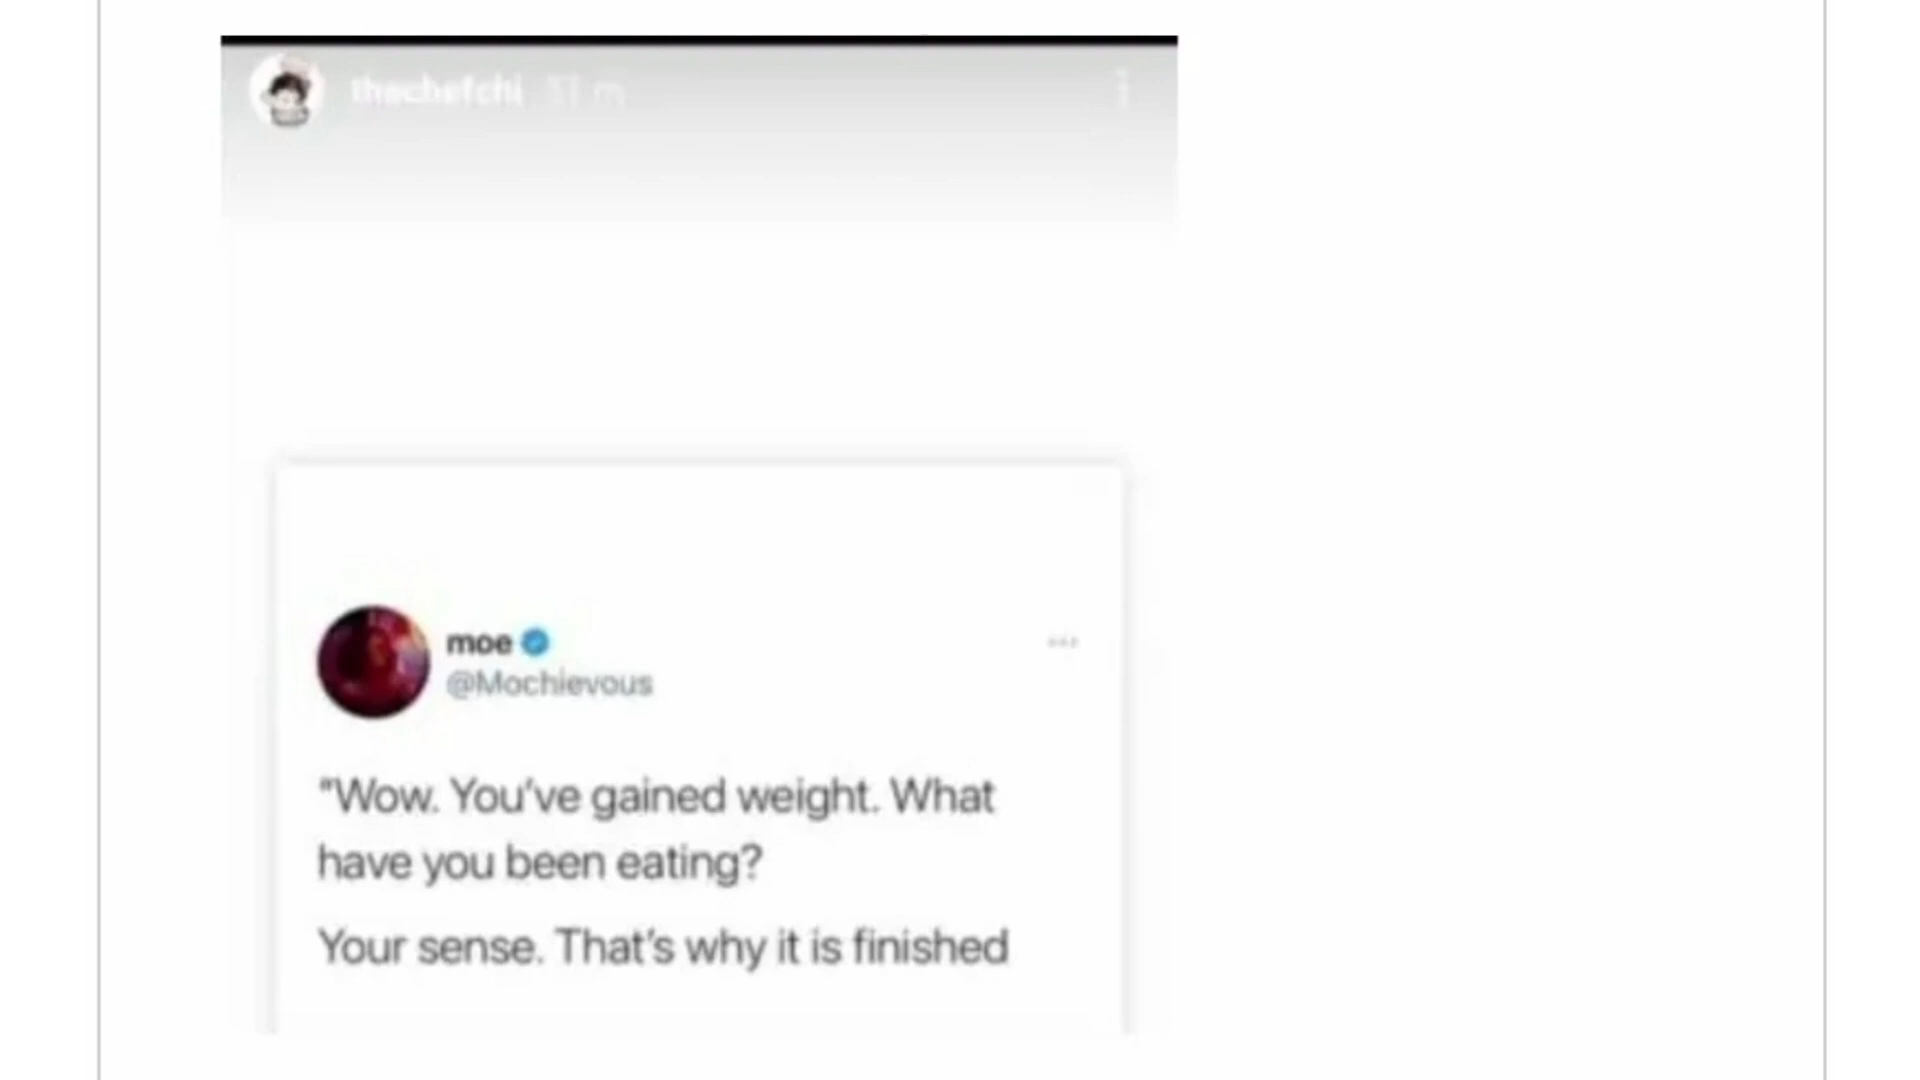 thechefchi
moe
@Mochievous
"Wow. You've gained weight. What
have you been eating?
Your sense. That's why it is finished